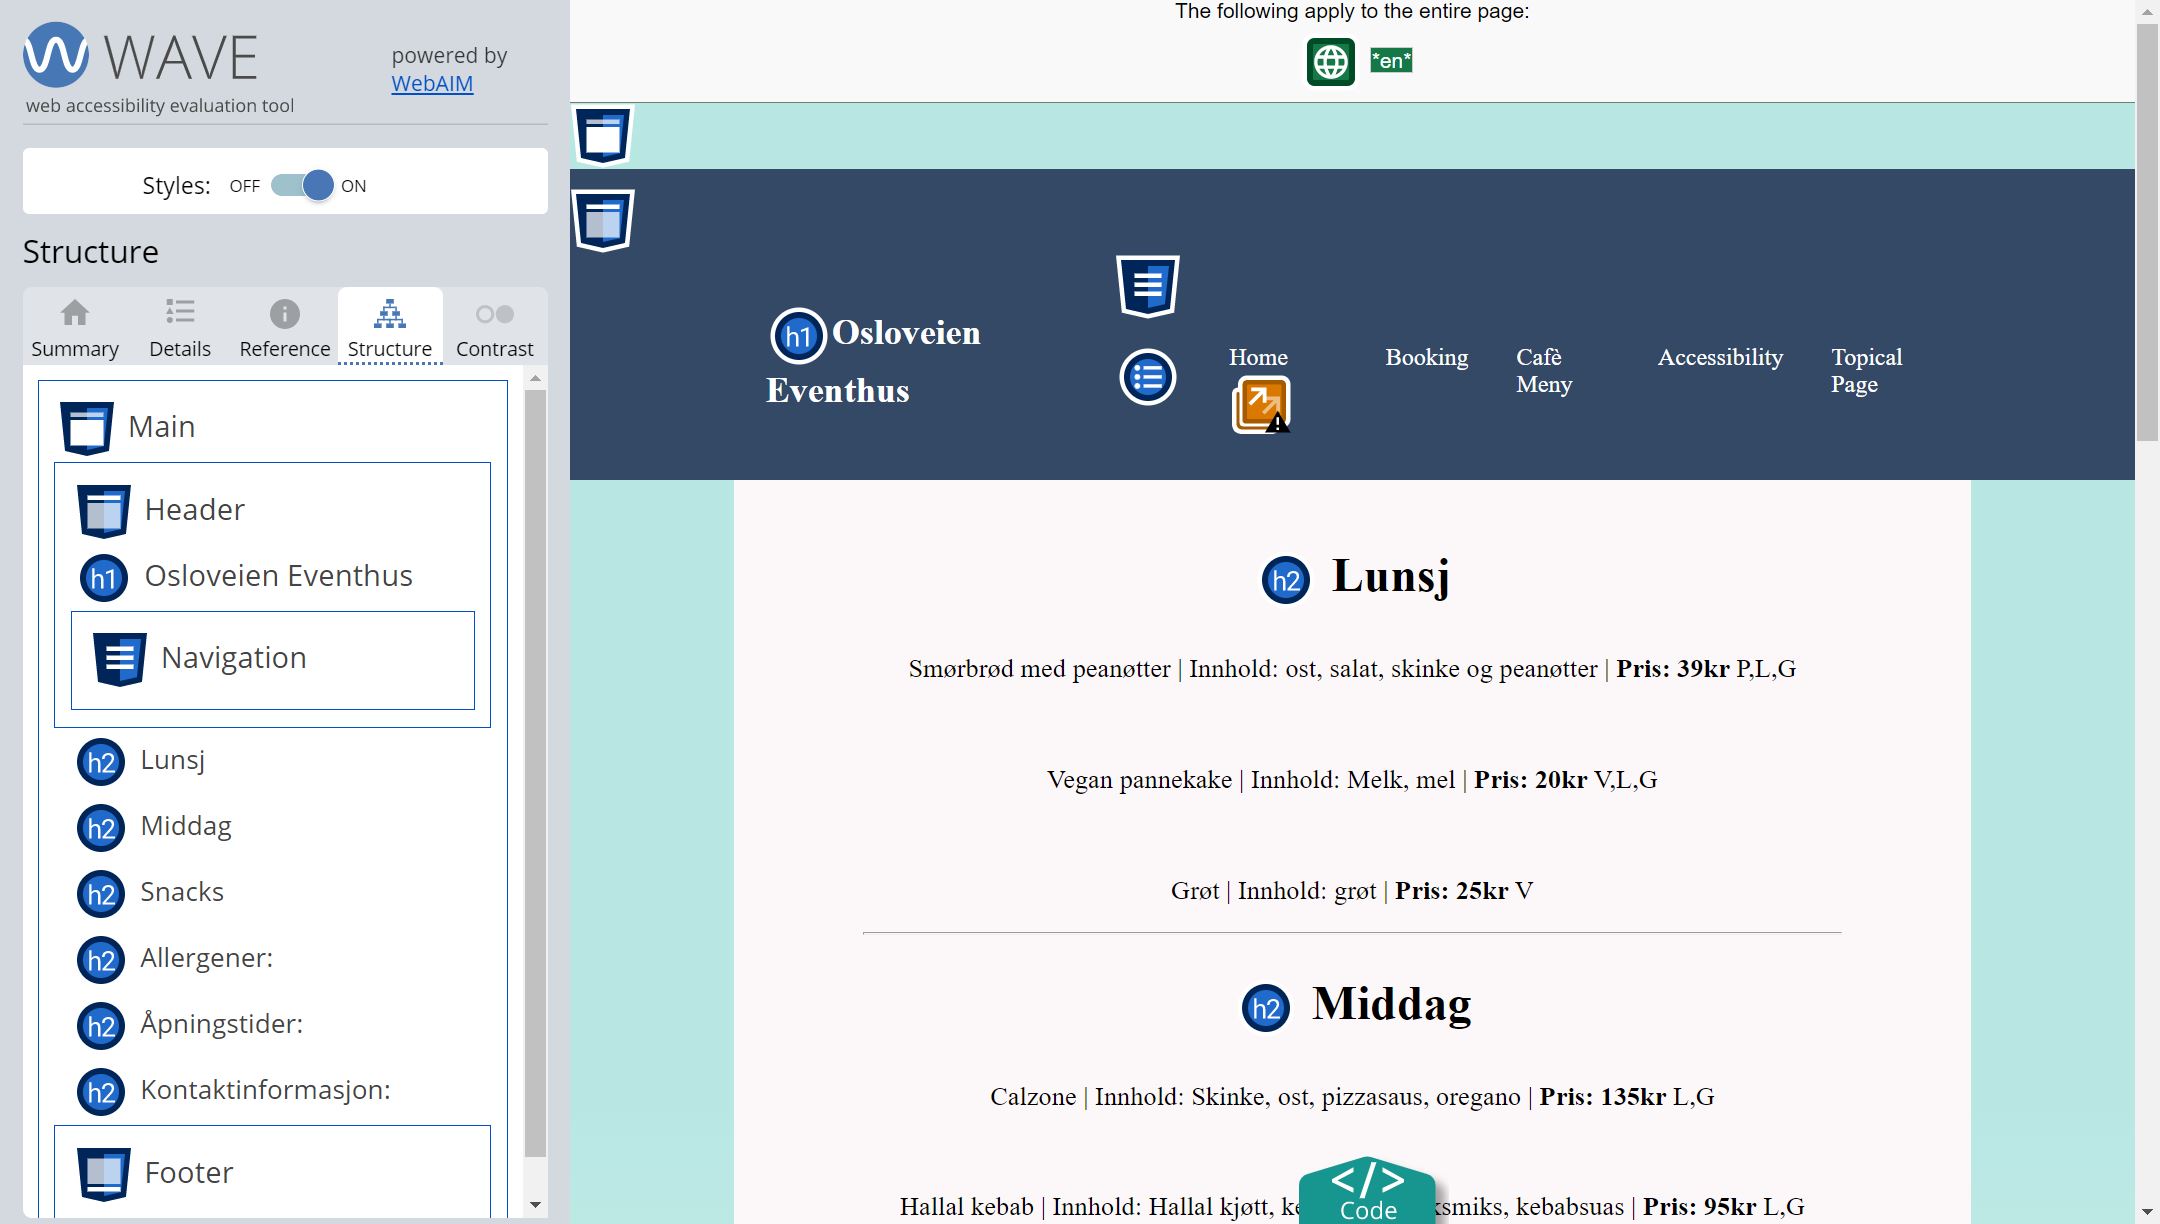 WAVE
web accessibility evaluation tool
powered by
WebAIM
Styles: OFF ON
Structure
Summary Details Reference Structure Contrast
Main
Header
h1 Osloveien Eventhus
Navigation
h2 Lunsj
h2 Middag
h2 Snacks
h2 Allergener:
h2 Åpningstider:
h2 Kontaktinformasjon:
Footer
The following apply to the entire page:
*en*
h1 Osloveien
Eventhus
Home
Booking
Cafè
Meny
Accessibility
Topical
Page
h2 Lunsj
Smørbrød med peanøtter | Innhold: ost, salat, skinke og peanøtter | Pris: 39kr P,L,G
Vegan pannekake | Innhold: Melk, mel | Pris: 20kr V,L,G
Grøt | Innhold: grøt | Pris: 25kr V
h2 Middag
Calzone | Innhold: Skinke, ost, pizzasaus, oregano | Pris: 135kr L,G
Hallal kebab | Innhold: Hallal kjøtt, kebabsuas | Pris: 95kr L,G
</> Code